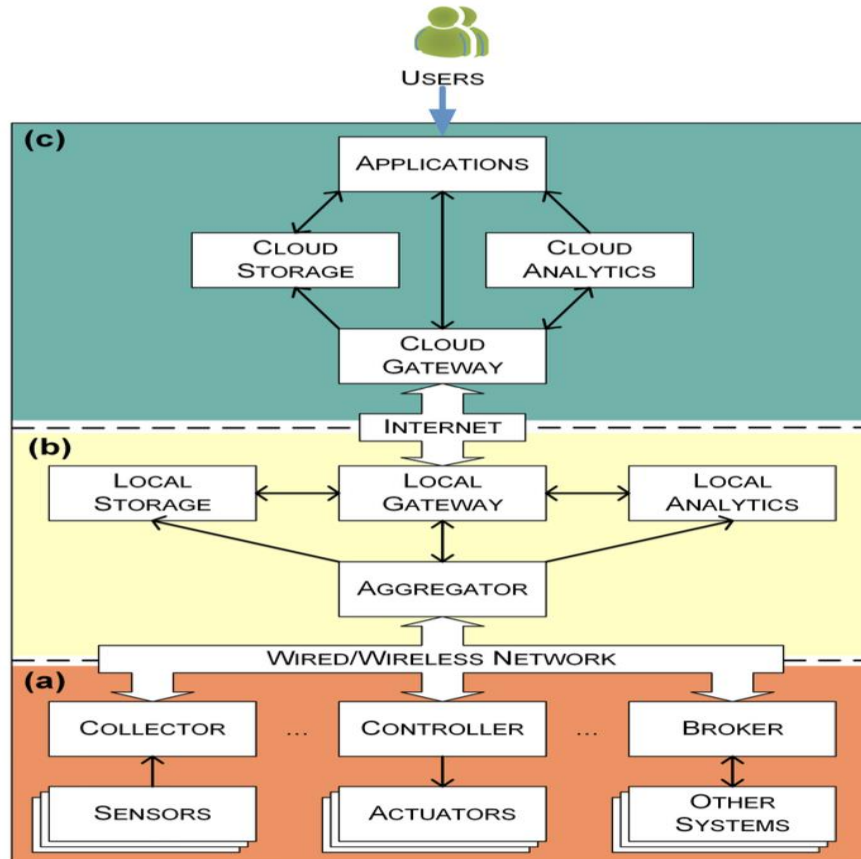 USERS
(c)
APPLICATIONS
CLOUD
STORAGE
CLOUD
ANALYTICS
CLOUD
GATEWAY
INTERNET
(b)
LOCAL
STORAGE
LOCAL
GATEWAY
LOCAL
ANALYTICS
AGGREGATOR
WIRED/WIRELESS NETWORK
(a)
COLLECTOR
...
CONTROLLER
...
BROKER
SENSORS
ACTUATORS
OTHER
SYSTEMS